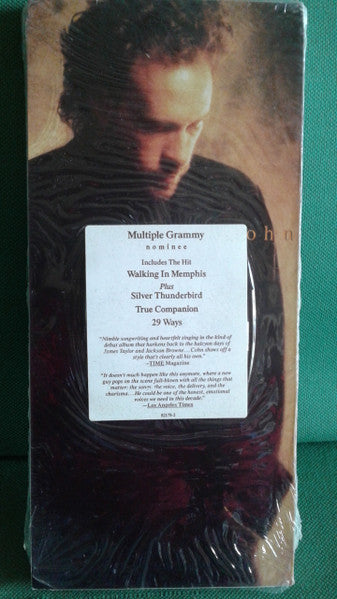 ohn
Multiple Grammy
nominee
Includes The Hit
Walking In Memphis
Plus
Silver Thunderbird
True Companion
29 Ways
"Nimble songwriting and heartfelt singing in the kind of
debut album that harkens back to the halcyon days of
James Taylor and Jackson Browne... Cohn shows off a
style that's clearly all his own."
–TIME Magazine
"It doesn't much happen like this anymore, where a new
guy pops on the scene full-blown with all the things that
matter: the songs, the voice, the delivery, and the
charisma... He could be one of the honest, emotional
voices we need in this decade."
—Los Angeles Times
82178-2